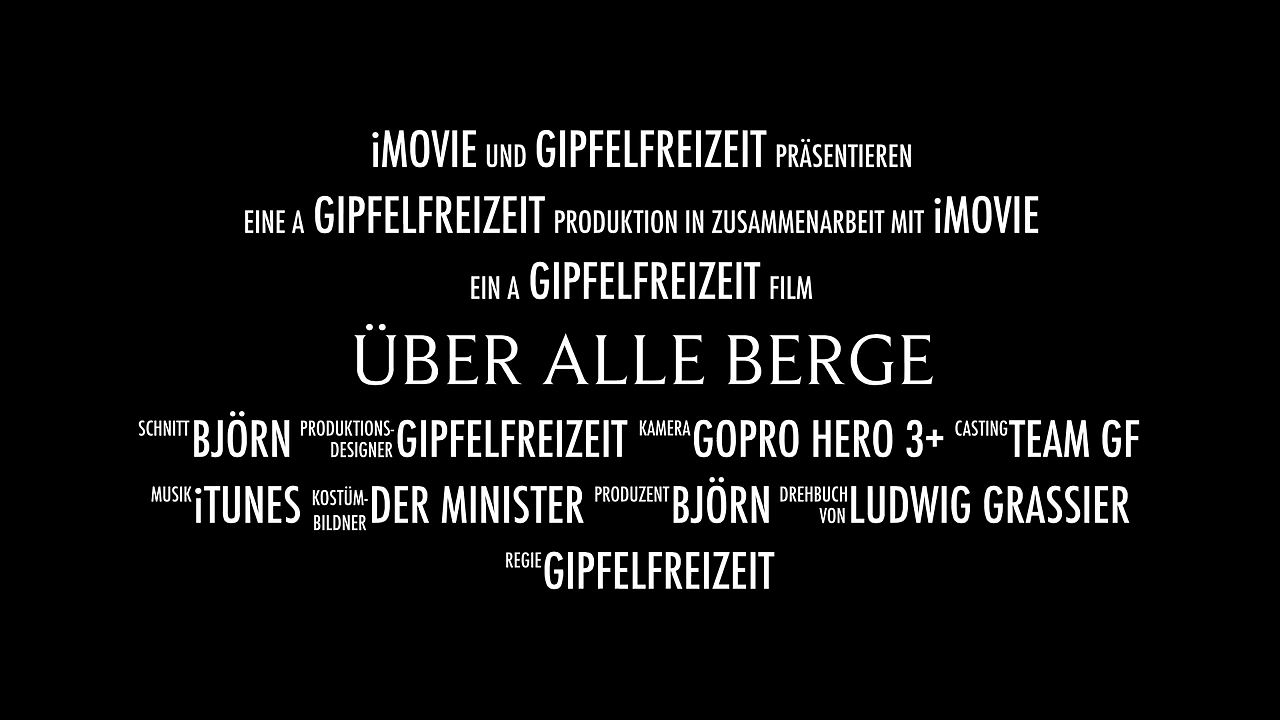 iMOVIE UND GIPFELFREIZEIT PRÄSENTIEREN
EINE A GIPFELFREIZEIT PRODUKTION IN ZUSAMMENARBEIT MIT iMOVIE
EIN A GIPFELFREIZEIT FILM
ÜBER ALLE BERGE
SCHNITT BJÖRN PRODUKTIONS-DESIGNER GIPFELFREIZEIT KAMERA GOPRO HERO 3+ CASTING TEAM GF
MUSIK iTUNES KOSTÜM-BILDNER DER MINISTER PRODUZENT BJÖRN DREHBUCH VON LUDWIG GRASSIER
REGIE GIPFELFREIZEIT